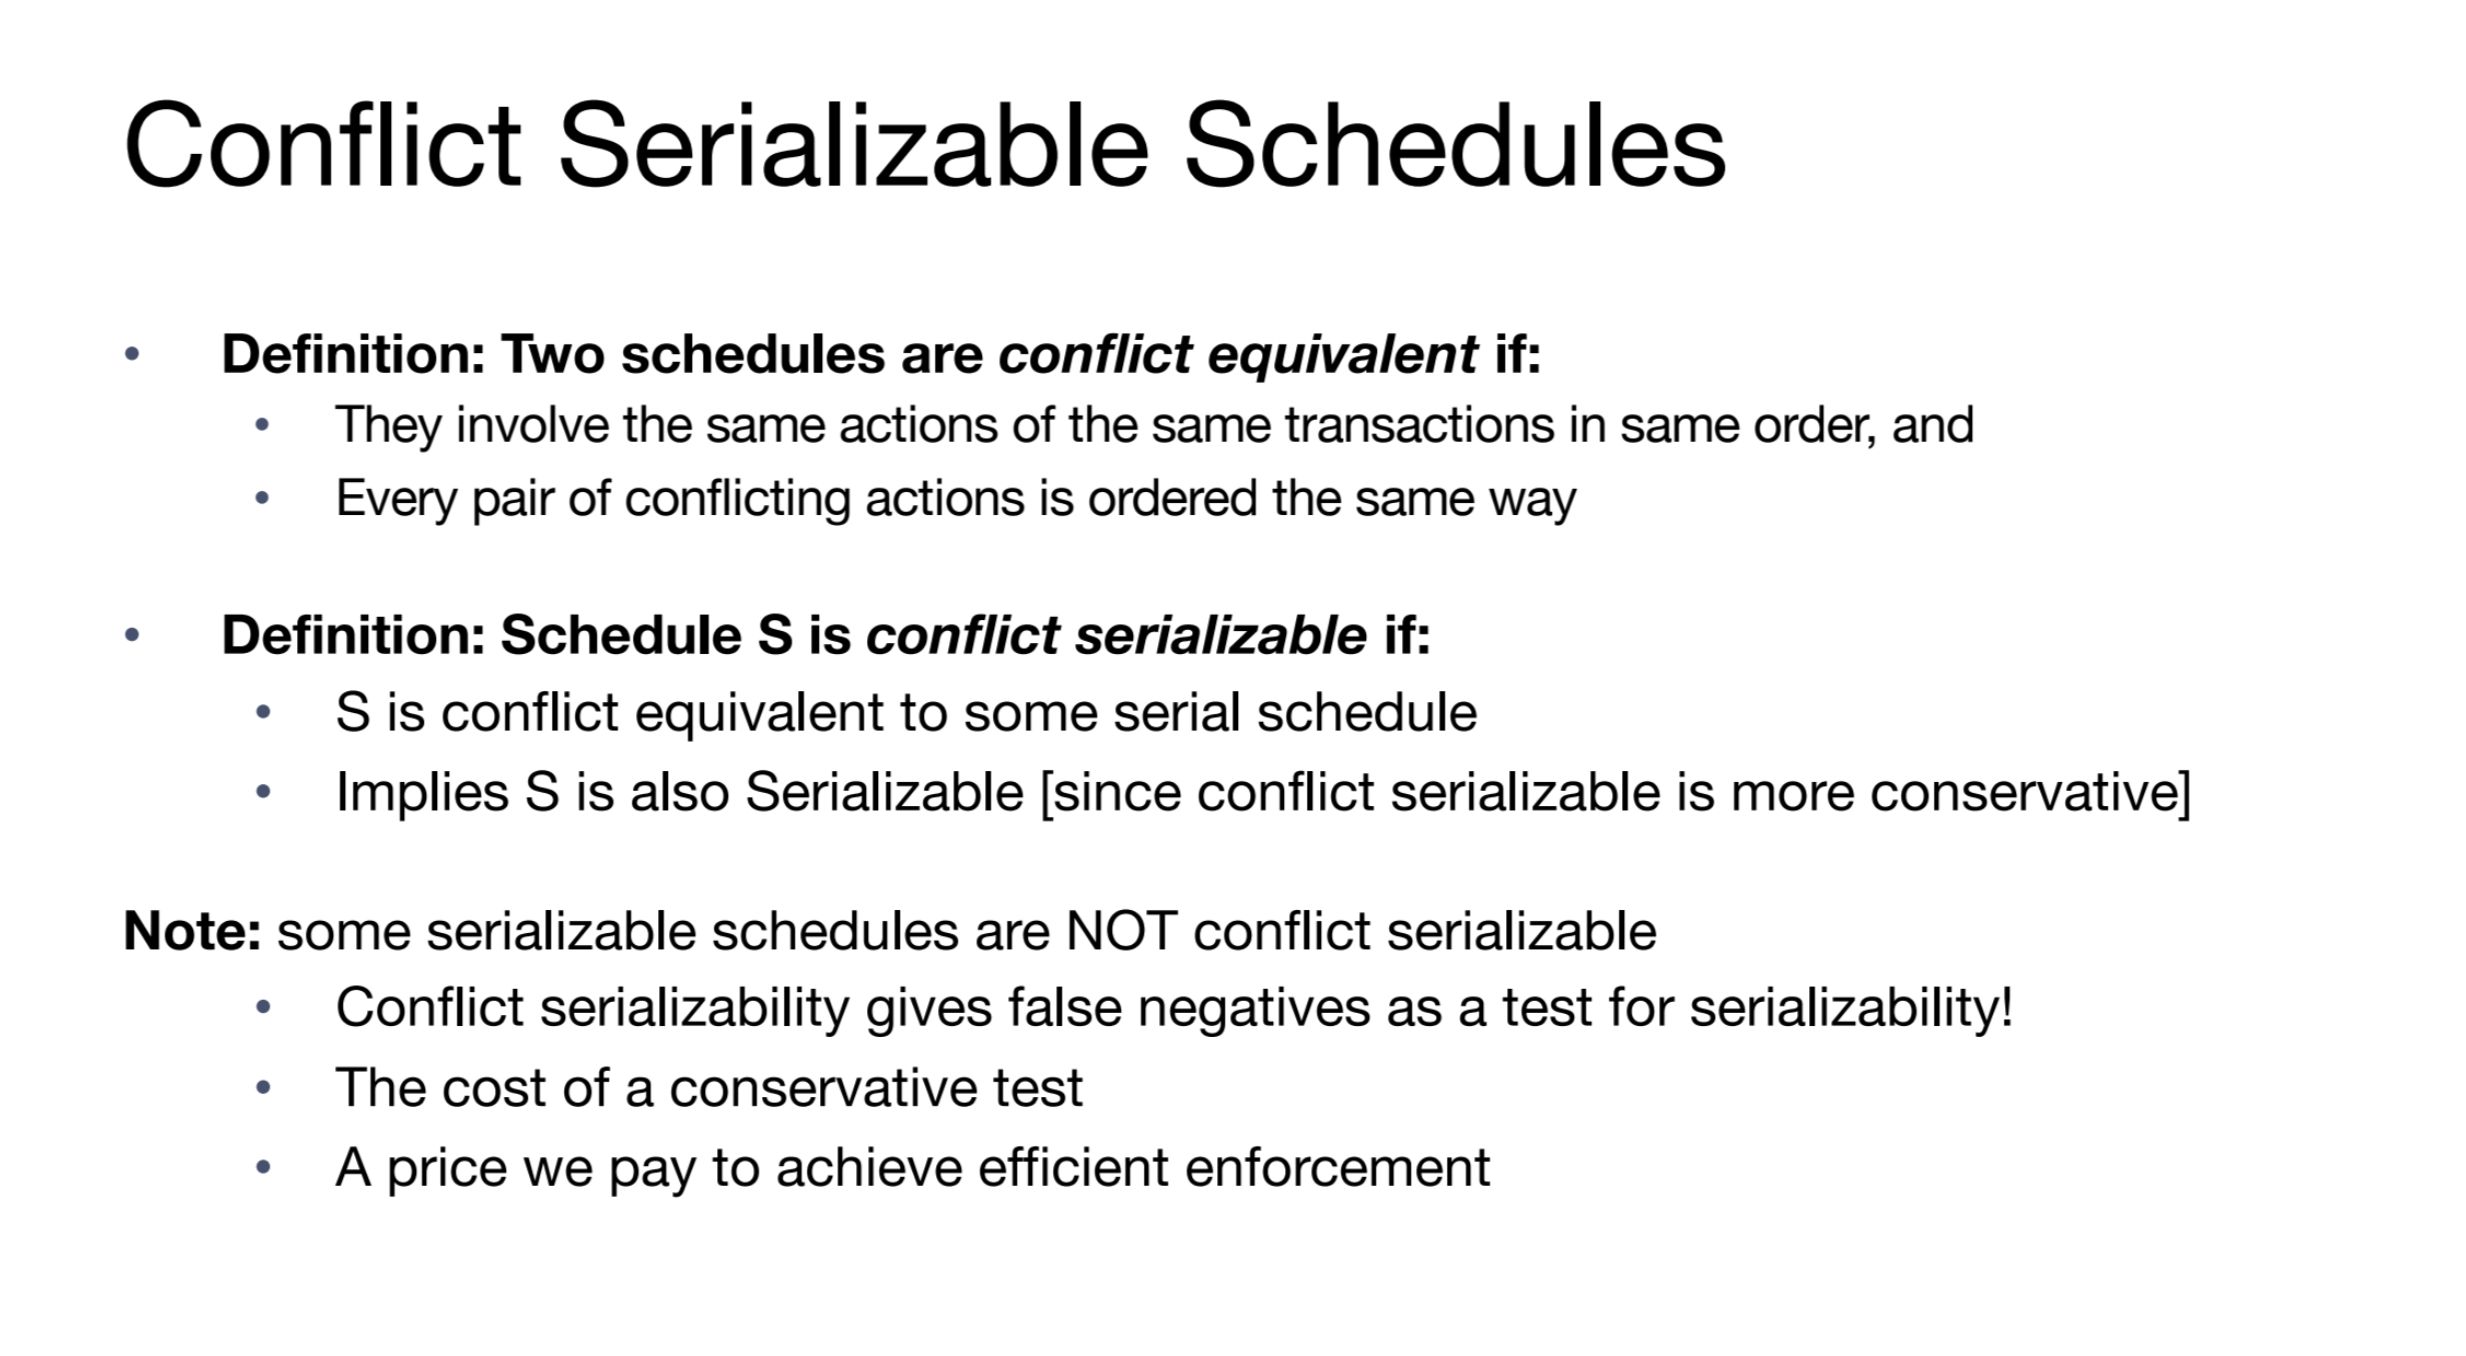 Conflict Serializable Schedules
• Definition: Two schedules are conflict equivalent if:
• They involve the same actions of the same transactions in same order, and
• Every pair of conflicting actions is ordered the same way
• Definition: Schedule S is conflict serializable if:
• S is conflict equivalent to some serial schedule
• Implies S is also Serializable [since conflict serializable is more conservative]
Note: some serializable schedules are NOT conflict serializable
• Conflict serializability gives false negatives as a test for serializability!
• The cost of a conservative test
• A price we pay to achieve efficient enforcement